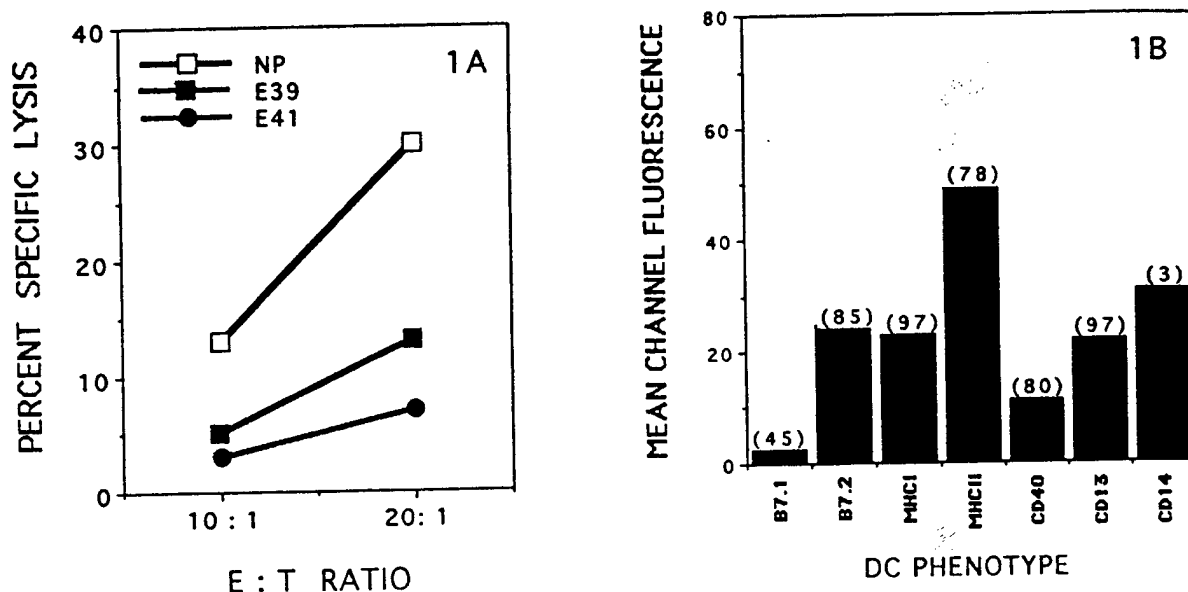 PERCENT SPECIFIC LYSIS
40
30
20
10
0
NP
E39
E41
1A
10:1
20:1
E:T RATIO
MEAN CHANNEL FLUORESCENCE
80
60
40
20
0
1B
(45)
(85)
(97)
(78)
(80)
(97)
(3)
B7.1
B7.2
MHCI
MHCII
CD40
CD13
CD14
DC PHENOTYPE